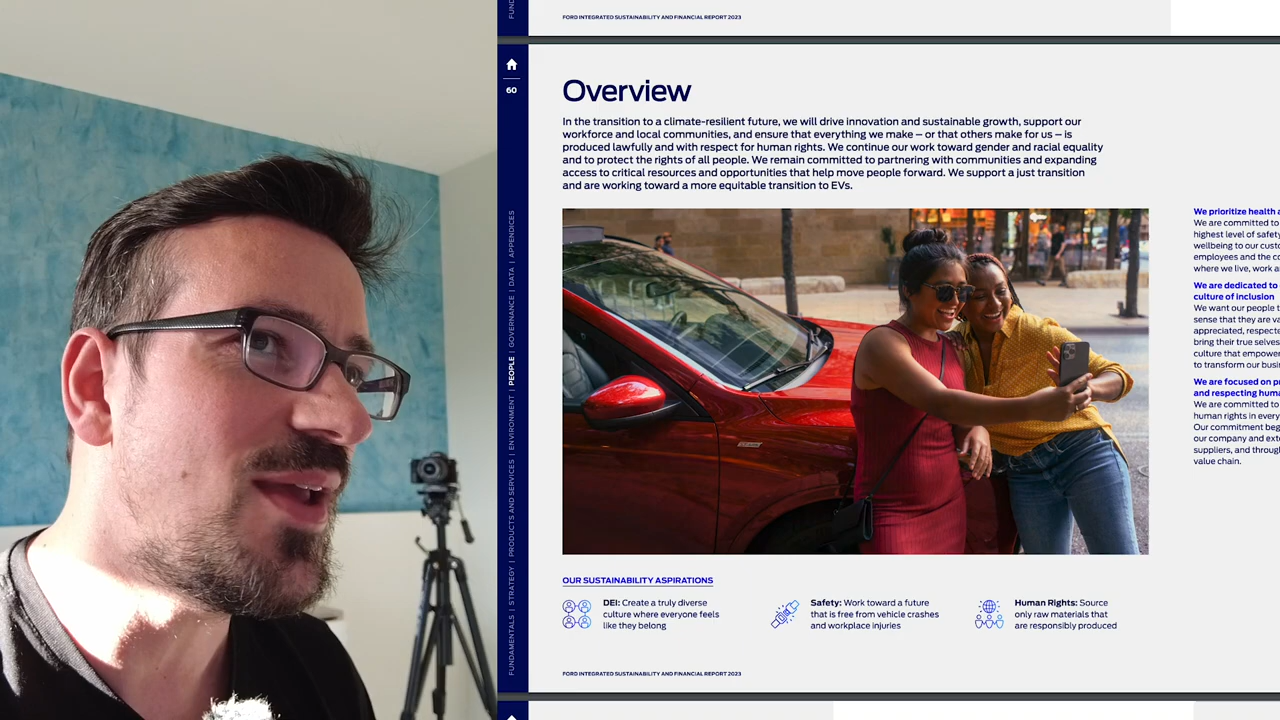 FUND
FORD INTEGRATED SUSTAINABILITY AND FINANCIAL REPORT 2023
60
FUNDAMENTALS | STRATEGY | PRODUCTS AND SERVICES | ENVIRONMENT | PEOPLE | GOVERNANCE | DATA | APPENDICES
Overview
In the transition to a climate-resilient future, we will drive innovation and sustainable growth, support our
workforce and local communities, and ensure that everything we make – or that others make for us – is
produced lawfully and with respect for human rights. We continue our work toward gender and racial equality
and to protect the rights of all people. We remain committed to partnering with communities and expanding
access to critical resources and opportunities that help move people forward. We support a just transition
and are working toward a more equitable transition to EVs.
We prioritize health a
We are committed to
highest level of safety
wellbeing to our custo
employees and the co
where we live, work a
We are dedicated to
culture of inclusion
We want our people t
sense that they are va
appreciated, respecte
bring their true selves
culture that empower
to transform our busi
We are focused on pr
and respecting huma
We are committed to
human rights in every
Our commitment beg
our company and exte
suppliers, and through
value chain.
OUR SUSTAINABILITY ASPIRATIONS
DEI: Create a truly diverse
culture where everyone feels
like they belong
Safety: Work toward a future
that is free from vehicle crashes
and workplace injuries
Human Rights: Source
only raw materials that
are responsibly produced
FORD INTEGRATED SUSTAINABILITY AND FINANCIAL REPORT 2023